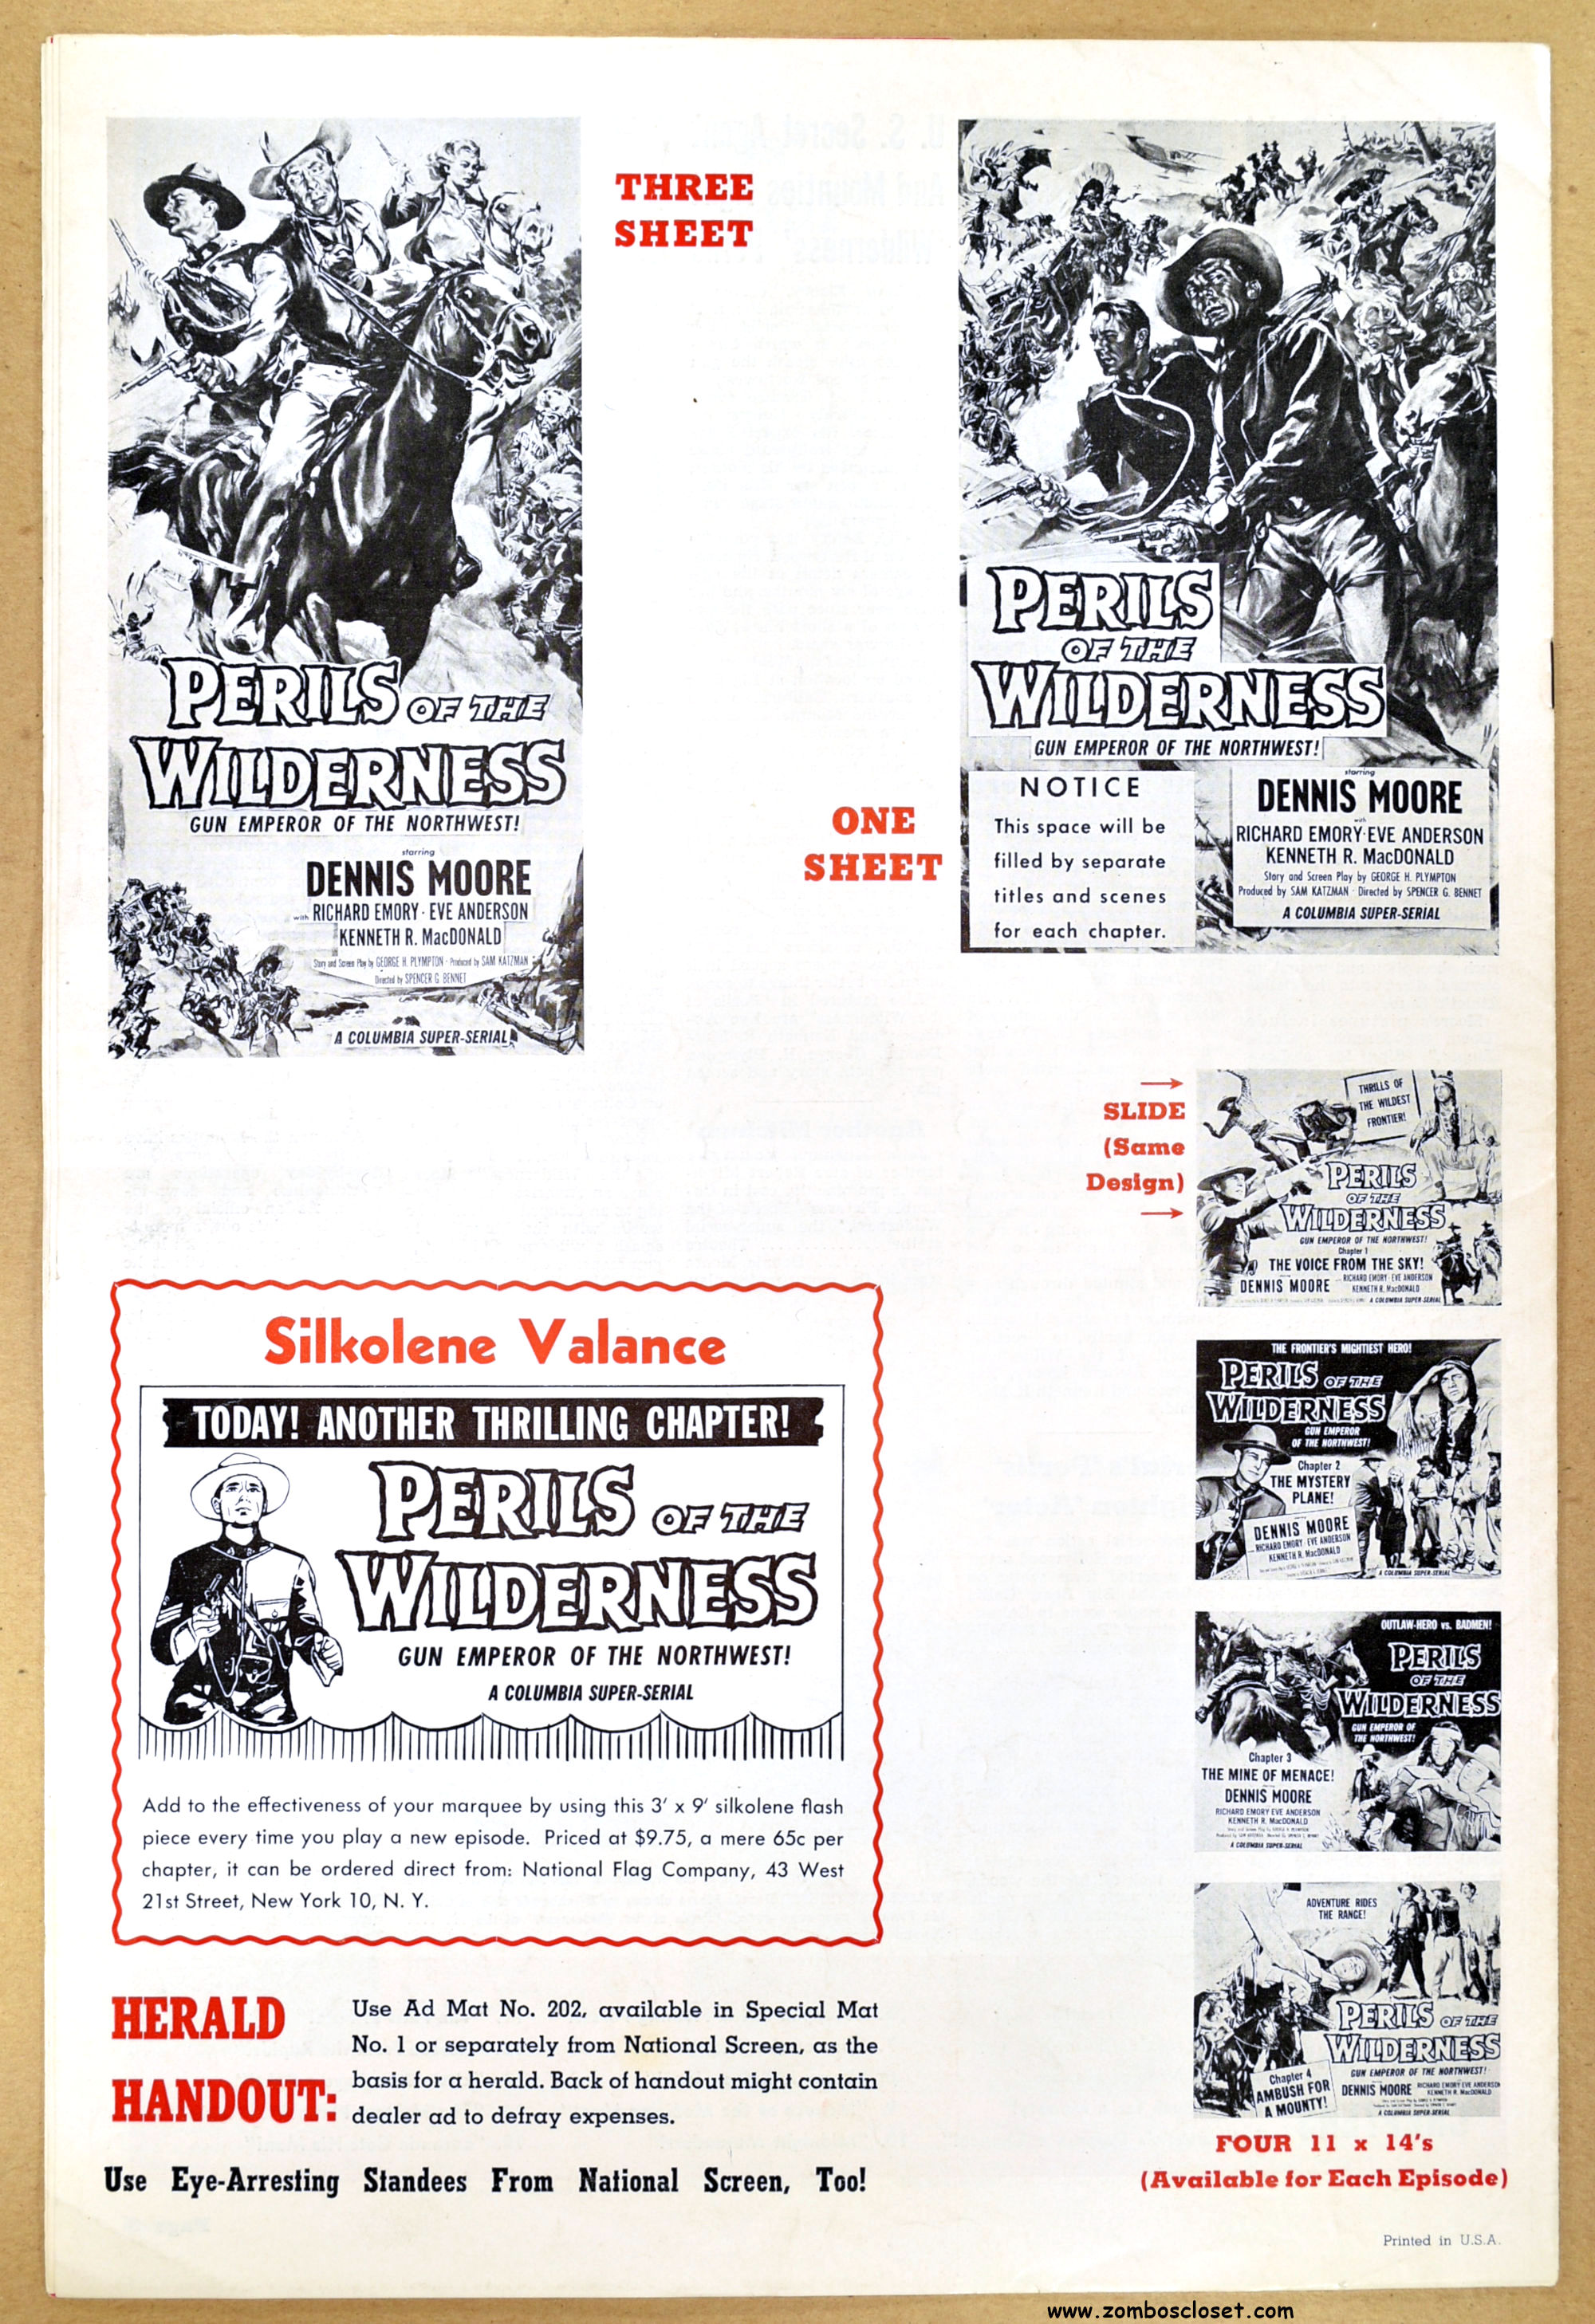 THREE
SHEET
PERILS OF THE
WILDERNESS
GUN EMPEROR OF THE NORTHWEST!
starring
DENNIS MOORE
with RICHARD EMORY · EVE ANDERSON
KENNETH R. MacDONALD
Story and Screen Play by GEORGE H. PLYMPTON · Produced by SAM KATZMAN
Directed by SPENCER G. BENNET
A COLUMBIA SUPER-SERIAL
ONE
SHEET
PERILS
OF THE
WILDERNESS
GUN EMPEROR OF THE NORTHWEST!
NOTICE
This space will be
filled by separate
titles and scenes
for each chapter.
starring
DENNIS MOORE
with
RICHARD EMORY · EVE ANDERSON
KENNETH R. MacDONALD
Story and Screen Play by GEORGE H. PLYMPTON
Produced by SAM KATZMAN · Directed by SPENCER G. BENNET
A COLUMBIA SUPER-SERIAL
SLIDE
(Same
Design)
THRILLS OF
THE WILDEST
FRONTIER!
PERILS
OF THE
WILDERNESS
GUN EMPEROR OF THE NORTHWEST!
Chapter 1
THE VOICE FROM THE SKY!
DENNIS MOORE
RICHARD EMORY · EVE ANDERSON
KENNETH R. MacDONALD
A COLUMBIA SUPER-SERIAL
THE FRONTIER'S MIGHTIEST HERO!
PERILS OF THE
WILDERNESS
GUN EMPEROR
OF THE NORTHWEST!
Chapter 2
THE MYSTERY
PLANE!
DENNIS MOORE
RICHARD EMORY · EVE ANDERSON
KENNETH R. MacDONALD
A COLUMBIA SUPER-SERIAL
OUTLAW-HERO vs. BADMEN!
PERILS
OF THE
WILDERNESS
GUN EMPEROR OF
THE NORTHWEST!
Chapter 3
THE MINE OF MENACE!
DENNIS MOORE
RICHARD EMORY EVE ANDERSON
KENNETH R. MacDONALD
A COLUMBIA SUPER-SERIAL
ADVENTURE RIDES
THE RANGE!
PERILS OF THE
WILDERNESS
GUN EMPEROR OF THE NORTHWEST!
Chapter 4
AMBUSH FOR
A MOUNTY!
DENNIS MOORE
RICHARD EMORY · EVE ANDERSON
KENNETH R. MacDONALD
A COLUMBIA SUPER-SERIAL
FOUR 11 x 14's
(Available for Each Episode)
Silkolene Valance
TODAY! ANOTHER THRILLING CHAPTER!
PERILS OF THE
WILDERNESS
GUN EMPEROR OF THE NORTHWEST!
A COLUMBIA SUPER-SERIAL
Add to the effectiveness of your marquee by using this 3′ x 9′ silkolene flash
piece every time you play a new episode. Priced at $9.75, a mere 65c per
chapter, it can be ordered direct from: National Flag Company, 43 West
21st Street, New York 10, N. Y.
HERALD
HANDOUT:
Use Ad Mat No. 202, available in Special Mat
No. 1 or separately from National Screen, as the
basis for a herald. Back of handout might contain
dealer ad to defray expenses.
Use Eye-Arresting Standees From National Screen, Too!
Printed in U.S.A.
www.zomboscloset.com